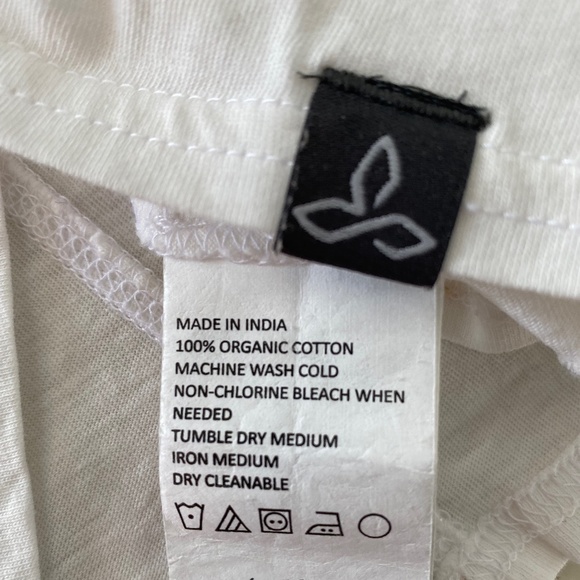 MADE IN INDIA
100% ORGANIC COTTON
MACHINE WASH COLD
NON-CHLORINE BLEACH WHEN
NEEDED
TUMBLE DRY MEDIUM
IRON MEDIUM
DRY CLEANABLE